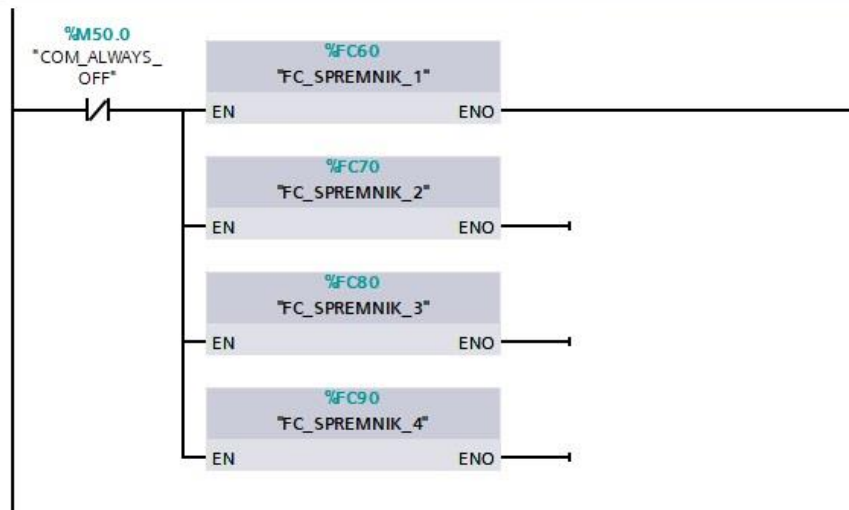 %M50.0
"COM_ALWAYS_
OFF"
%FC60
"FC_SPREMNIK_1"
EN ENO
%FC70
"FC_SPREMNIK_2"
EN ENO
%FC80
"FC_SPREMNIK_3"
EN ENO
%FC90
"FC_SPREMNIK_4"
EN ENO